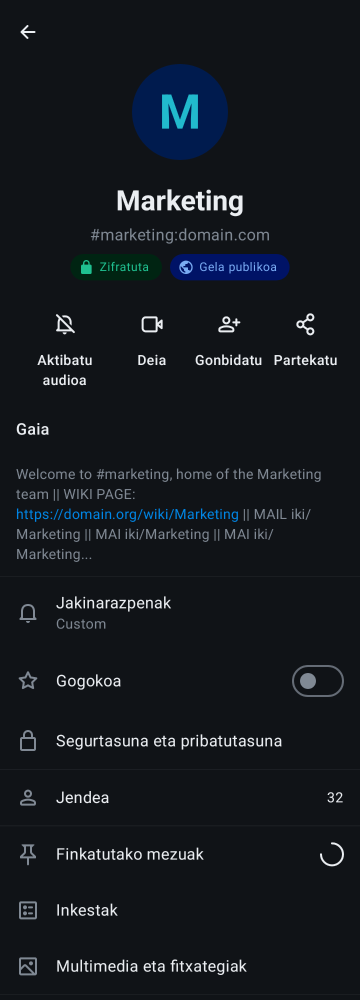 M
Marketing
#marketing:domain.com
Zifratuta
Gela publikoa
Aktibatu
audioa
Deia
Gonbidatu
Partekatu
Gaia
Welcome to #marketing, home of the Marketing
team || WIKI PAGE:
https://domain.org/wiki/Marketing || MAIL iki/
Marketing || MAI iki/Marketing || MAI iki/
Marketing...
Jakinarazpenak
Custom
Gogokoa
Segurtasuna eta pribatutasuna
Jendea 32
Finkatutako mezuak
Inkestak
Multimedia eta fitxategiak